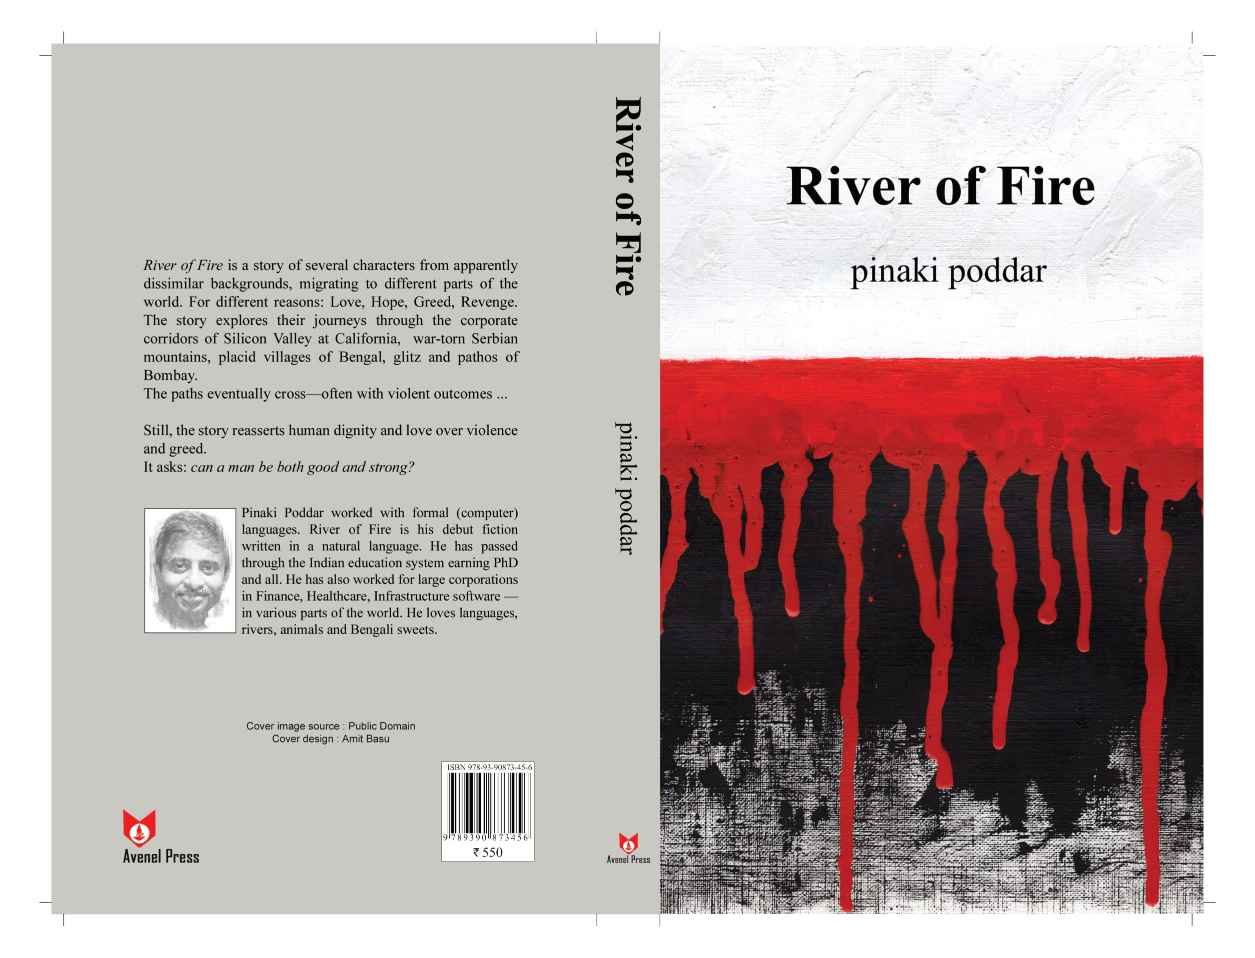 River of Fire is a story of several characters from apparently
dissimilar backgrounds, migrating to different parts of the
world. For different reasons: Love, Hope, Greed, Revenge.
The story explores their journeys through the corporate
corridors of Silicon Valley at California, war-torn Serbian
mountains, placid villages of Bengal, glitz and pathos of
Bombay.
The paths eventually cross—often with violent outcomes ...
Still, the story reasserts human dignity and love over violence
and greed.
It asks: can a man be both good and strong?
Pinaki Poddar worked with formal (computer)
languages. River of Fire is his debut fiction
written in a natural language. He has passed
through the Indian education system earning PhD
and all. He has also worked for large corporations
in Finance, Healthcare, Infrastructure software —
in various parts of the world. He loves languages,
rivers, animals and Bengali sweets.
Cover image source : Public Domain
Cover design : Amit Basu
ISBN 978-93-90873-45-6
9 789390 873456
₹ 550
Avenel Press
River of Fire
pinaki poddar
Avenel Press
River of Fire
pinaki poddar